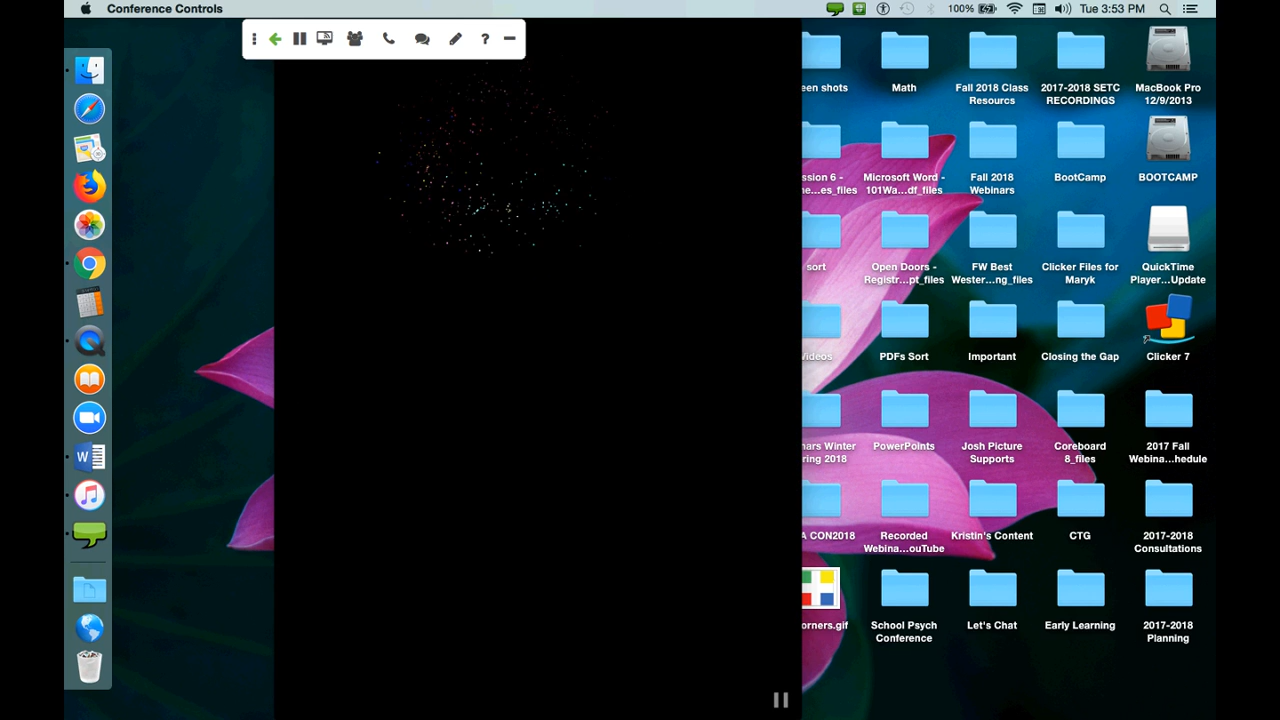 Conference Controls
100%
Tue 3:53 PM
?
een shots
Math
Fall 2018 Class
Resourcs
2017-2018 SETC
RECORDINGS
MacBook Pro
12/9/2013
ssion 6 -
ne...es_files
Microsoft Word -
101Wa....df_files
Fall 2018
Webinars
BootCamp
BOOTCAMP
sort
Open Doors -
Registr...pt_files
FW Best
Wester...ng_files
Clicker Files for
Maryk
QuickTime
Player...Update
Videos
PDFs Sort
Important
Closing the Gap
Clicker 7
nars Winter
ring 2018
PowerPoints
Josh Picture
Supports
Coreboard
8_files
2017 Fall
Webina...hedule
A CON2018
Recorded
Webina...ouTube
Kristin's Content
CTG
2017-2018
Consultations
orners.gif
School Psych
Conference
Let's Chat
Early Learning
2017-2018
Planning
W